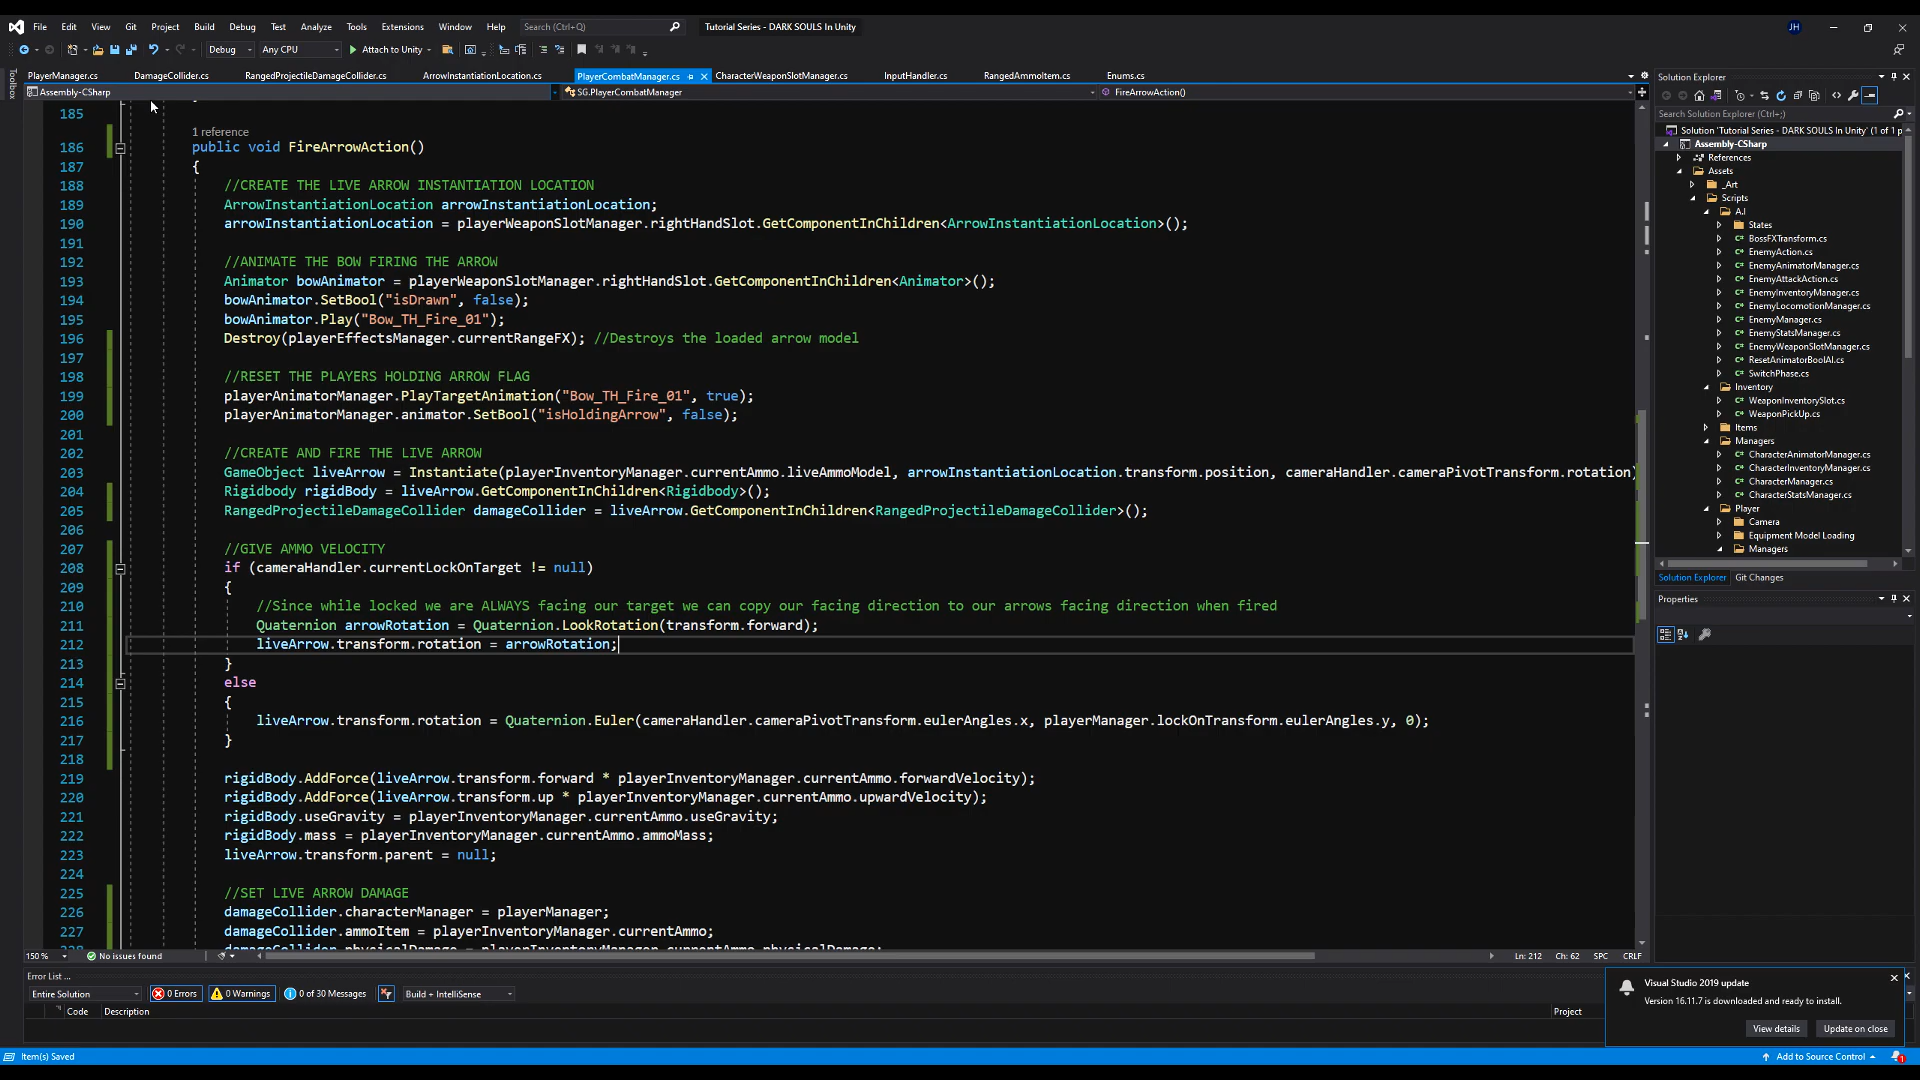 File Edit View Git Project Build Debug Test Analyze Tools Extensions Window Help Search (Ctrl+Q) Tutorial Series - DARK SOULS In Unity JH
Debug Any CPU Attach to Unity
Toolbox
PlayerManager.cs DamageCollider.cs RangedProjectileDamageCollider.cs ArrowInstantiationLocation.cs PlayerCombatManager.cs CharacterWeaponSlotManager.cs InputHandler.cs RangedAmmoItem.cs Enums.cs
Assembly-CSharp SG.PlayerCombatManager FireArrowAction()
185
1 reference
186 public void FireArrowAction()
187 {
188 //CREATE THE LIVE ARROW INSTANTIATION LOCATION
189 ArrowInstantiationLocation arrowInstantiationLocation;
190 arrowInstantiationLocation = playerWeaponSlotManager.rightHandSlot.GetComponentInChildren<ArrowInstantiationLocation>();
191
192 //ANIMATE THE BOW FIRING THE ARROW
193 Animator bowAnimator = playerWeaponSlotManager.rightHandSlot.GetComponentInChildren<Animator>();
194 bowAnimator.SetBool("isDrawn", false);
195 bowAnimator.Play("Bow_TH_Fire_01");
196 Destroy(playerEffectsManager.currentRangeFX); //Destroys the loaded arrow model
197
198 //RESET THE PLAYERS HOLDING ARROW FLAG
199 playerAnimatorManager.PlayTargetAnimation("Bow_TH_Fire_01", true);
200 playerAnimatorManager.animator.SetBool("isHoldingArrow", false);
201
202 //CREATE AND FIRE THE LIVE ARROW
203 GameObject liveArrow = Instantiate(playerInventoryManager.currentAmmo.liveAmmoModel, arrowInstantiationLocation.transform.position, cameraHandler.cameraPivotTransform.rotation)
204 Rigidbody rigidBody = liveArrow.GetComponentInChildren<Rigidbody>();
205 RangedProjectileDamageCollider damageCollider = liveArrow.GetComponentInChildren<RangedProjectileDamageCollider>();
206
207 //GIVE AMMO VELOCITY
208 if (cameraHandler.currentLockOnTarget != null)
209 {
210 //Since while locked we are ALWAYS facing our target we can copy our facing direction to our arrows facing direction when fired
211 Quaternion arrowRotation = Quaternion.LookRotation(transform.forward);
212 liveArrow.transform.rotation = arrowRotation;
213 }
214 else
215 {
216 liveArrow.transform.rotation = Quaternion.Euler(cameraHandler.cameraPivotTransform.eulerAngles.x, playerManager.lockOnTransform.eulerAngles.y, 0);
217 }
218
219 rigidBody.AddForce(liveArrow.transform.forward * playerInventoryManager.currentAmmo.forwardVelocity);
220 rigidBody.AddForce(liveArrow.transform.up * playerInventoryManager.currentAmmo.upwardVelocity);
221 rigidBody.useGravity = playerInventoryManager.currentAmmo.useGravity;
222 rigidBody.mass = playerInventoryManager.currentAmmo.ammoMass;
223 liveArrow.transform.parent = null;
224
225 //SET LIVE ARROW DAMAGE
226 damageCollider.characterManager = playerManager;
227 damageCollider.ammoItem = playerInventoryManager.currentAmmo;
228 damageCollider.physicalDamage = playerInventoryManager.currentAmmo.physicalDamage;
150 % No issues found Ln: 212 Ch: 62 SPC CRLF
Solution Explorer
Search Solution Explorer (Ctrl+;)
Solution 'Tutorial Series - DARK SOULS In Unity' (1 of 1 p
Assembly-CSharp
References
Assets
_Art
Scripts
A.I
States
BossFXTransform.cs
EnemyAction.cs
EnemyAnimatorManager.cs
EnemyAttackAction.cs
EnemyInventoryManager.cs
EnemyLocomotionManager.cs
EnemyManager.cs
EnemyStatsManager.cs
EnemyWeaponSlotManager.cs
ResetAnimatorBoolAI.cs
SwitchPhase.cs
Inventory
WeaponInventorySlot.cs
WeaponPickUp.cs
Items
Managers
CharacterAnimatorManager.cs
CharacterInventoryManager.cs
CharacterManager.cs
CharacterStatsManager.cs
Player
Camera
Equipment Model Loading
Managers
Solution Explorer Git Changes
Properties
Error List ...
Entire Solution 0 Errors 0 Warnings 0 of 30 Messages Build + IntelliSense
Code Description Project
Visual Studio 2019 update
Version 16.11.7 is downloaded and ready to install.
View details Update on close
Item(s) Saved Add to Source Control 1